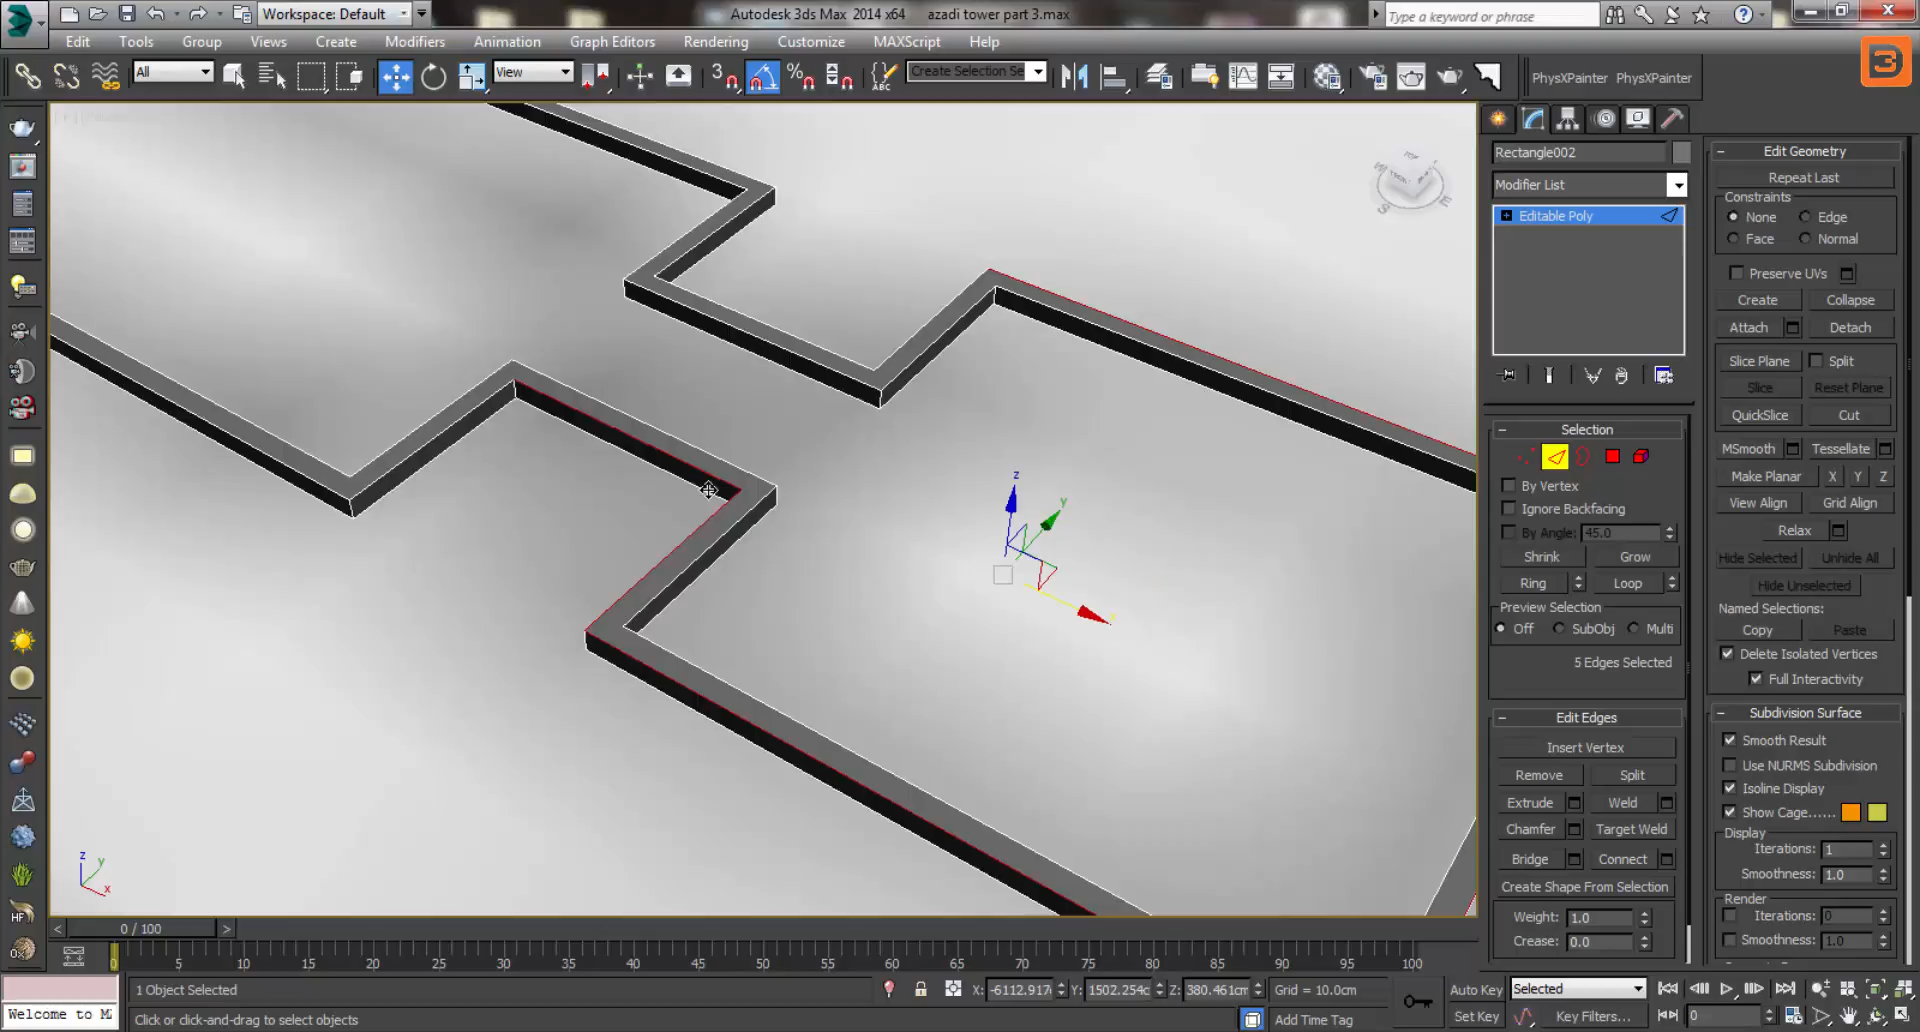 Workspace: Default
Autodesk 3ds Max 2014 x64 azadi tower part 3.max
Type a keyword or phrase
Edit Tools Group Views Create Modifiers Animation Graph Editors Rendering Customize MAXScript Help
All
View
3
Create Selection Se
ABC
PhysXPainter PhysXPainter
Rectangle002
Modifier List
Editable Poly
Selection
By Vertex
Ignore Backfacing
By Angle: 45.0
Shrink Grow
Ring Loop
Preview Selection
Off SubObj Multi
5 Edges Selected
Edit Edges
Insert Vertex
Remove Split
Extrude Weld
Chamfer Target Weld
Bridge Connect
Create Shape From Selection
Weight: 1.0
Crease: 0.0
Edit Geometry
Repeat Last
Constraints
None Edge
Face Normal
Preserve UVs
Create Collapse
Attach Detach
Slice Plane Split
Slice Reset Plane
QuickSlice Cut
MSmooth Tessellate
Make Planar X Y Z
View Align Grid Align
Relax
Hide Selected Unhide All
Hide Unselected
Named Selections:
Copy Paste
Delete Isolated Vertices
Full Interactivity
Subdivision Surface
Smooth Result
Use NURMS Subdivision
Isoline Display
Show Cage......
Display
Iterations: 1
Smoothness: 1.0
Render
Iterations: 0
Smoothness: 1.0
z
y
z
y
x
TOP
S
E
HF
0x
< 0 / 100 >
0 5 10 15 20 25 30 35 40 45 50 55 60 65 70 75 80 85 90 95 100
1 Object Selected
X: -6112.917 Y: 1502.254c Z: 380.461cm
Grid = 10.0cm
Auto Key Selected
Welcome to M
Click or click-and-drag to select objects
Add Time Tag
Set Key Key Filters...
0